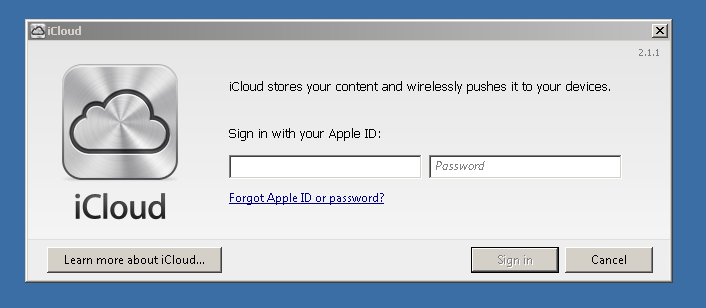 iCloud
2.1.1
iCloud stores your content and wirelessly pushes it to your devices.
Sign in with your Apple ID:
Password
iCloud
Forgot Apple ID or password?
Learn more about iCloud...
Sign in
Cancel